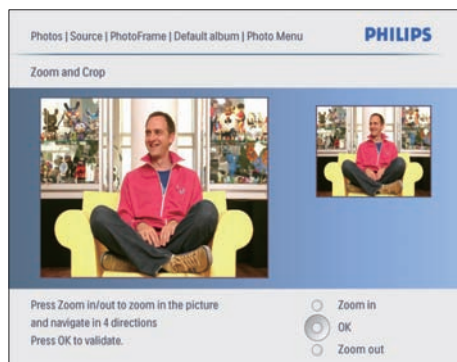 Photos | Source | PhotoFrame | Default album | Photo Menu
PHILIPS
Zoom and Crop
Press Zoom in/out to zoom in the picture
and navigate in 4 directions
Press OK to validate.
Zoom in
OK
Zoom out